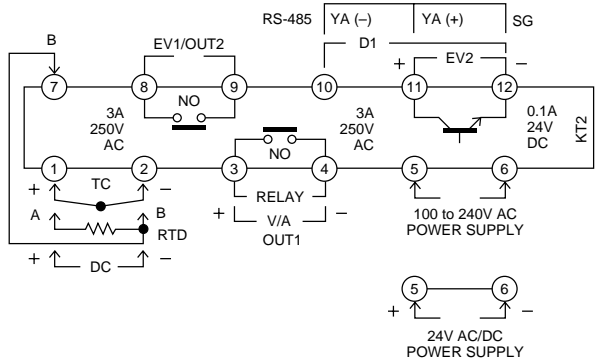 RS-485 YA (–) YA (+) SG
B EV1/OUT2 D1
+ EV2 –
7 8 9 10 11 12
3A
250V
AC
NO
3A
250V
AC
0.1A
24V
DC
KT2
NO
1 2 3 4 5 6
+ TC –
RELAY
A B
RTD
+ V/A –
OUT1
100 to 240V AC
POWER SUPPLY
+ DC –
5 6
+ –
24V AC/DC
POWER SUPPLY